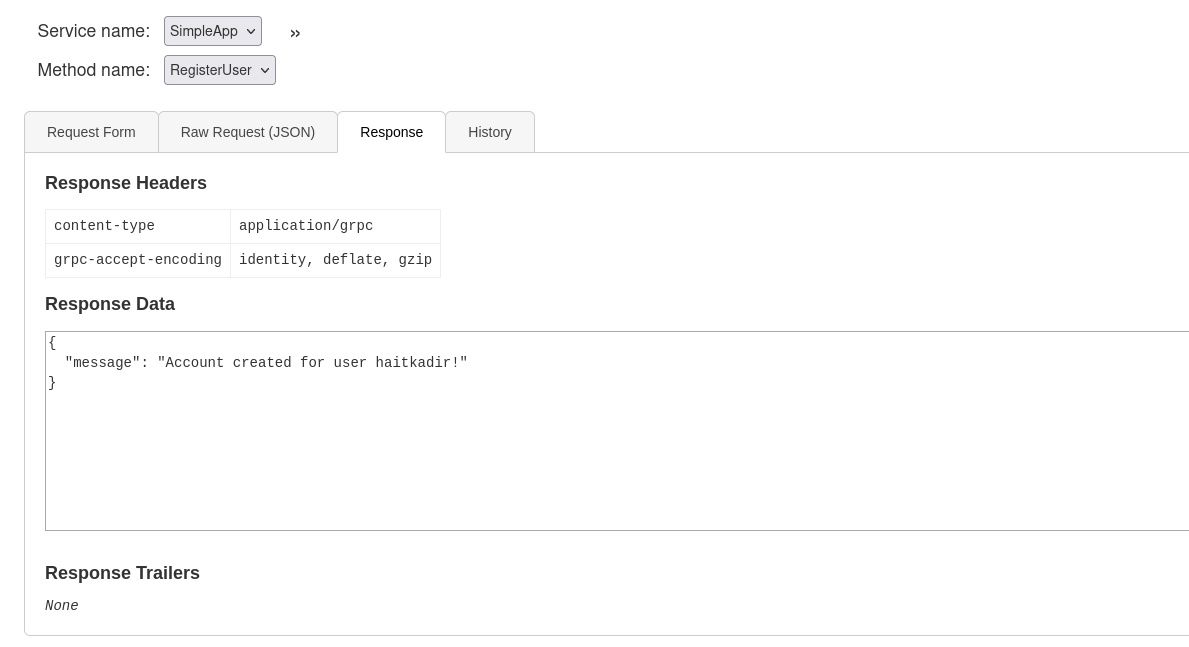 Service name: SimpleApp »
Method name: RegisterUser
Request Form Raw Request (JSON) Response History
Response Headers
content-type application/grpc
grpc-accept-encoding identity, deflate, gzip
Response Data
{
  "message": "Account created for user haitkadir!"
}
Response Trailers
None